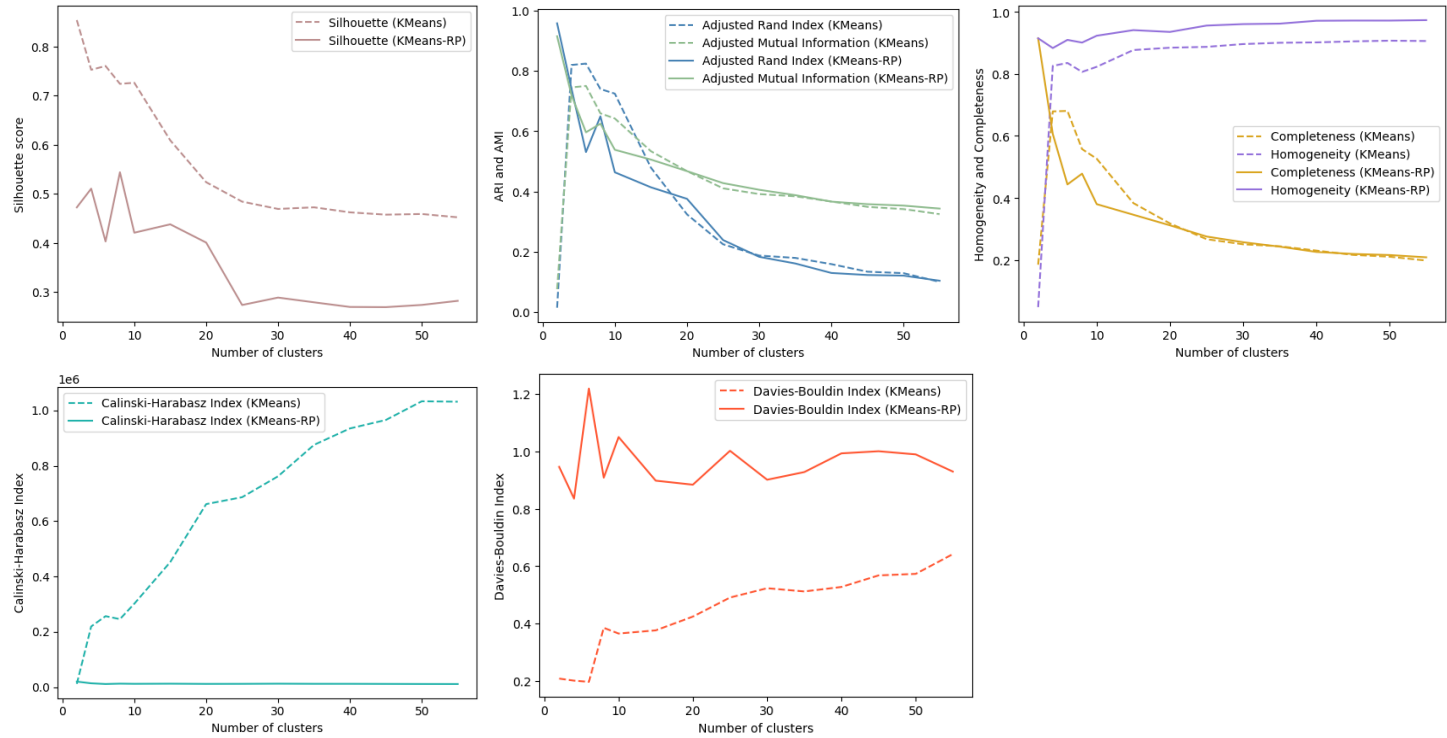 Silhouette (KMeans)
Silhouette (KMeans-RP)
Silhouette score
0.8
0.7
0.6
0.5
0.4
0.3
0 10 20 30 40 50
Number of clusters
Adjusted Rand Index (KMeans)
Adjusted Mutual Information (KMeans)
Adjusted Rand Index (KMeans-RP)
Adjusted Mutual Information (KMeans-RP)
ARI and AMI
1.0
0.8
0.6
0.4
0.2
0.0
0 10 20 30 40 50
Number of clusters
Completeness (KMeans)
Homogeneity (KMeans)
Completeness (KMeans-RP)
Homogeneity (KMeans-RP)
Homogeneity and Completeness
1.0
0.8
0.6
0.4
0.2
0 10 20 30 40 50
Number of clusters
1e6
Calinski-Harabasz Index (KMeans)
Calinski-Harabasz Index (KMeans-RP)
Calinski-Harabasz Index
1.0
0.8
0.6
0.4
0.2
0.0
0 10 20 30 40 50
Number of clusters
Davies-Bouldin Index (KMeans)
Davies-Bouldin Index (KMeans-RP)
Davies-Bouldin Index
1.2
1.0
0.8
0.6
0.4
0.2
0 10 20 30 40 50
Number of clusters